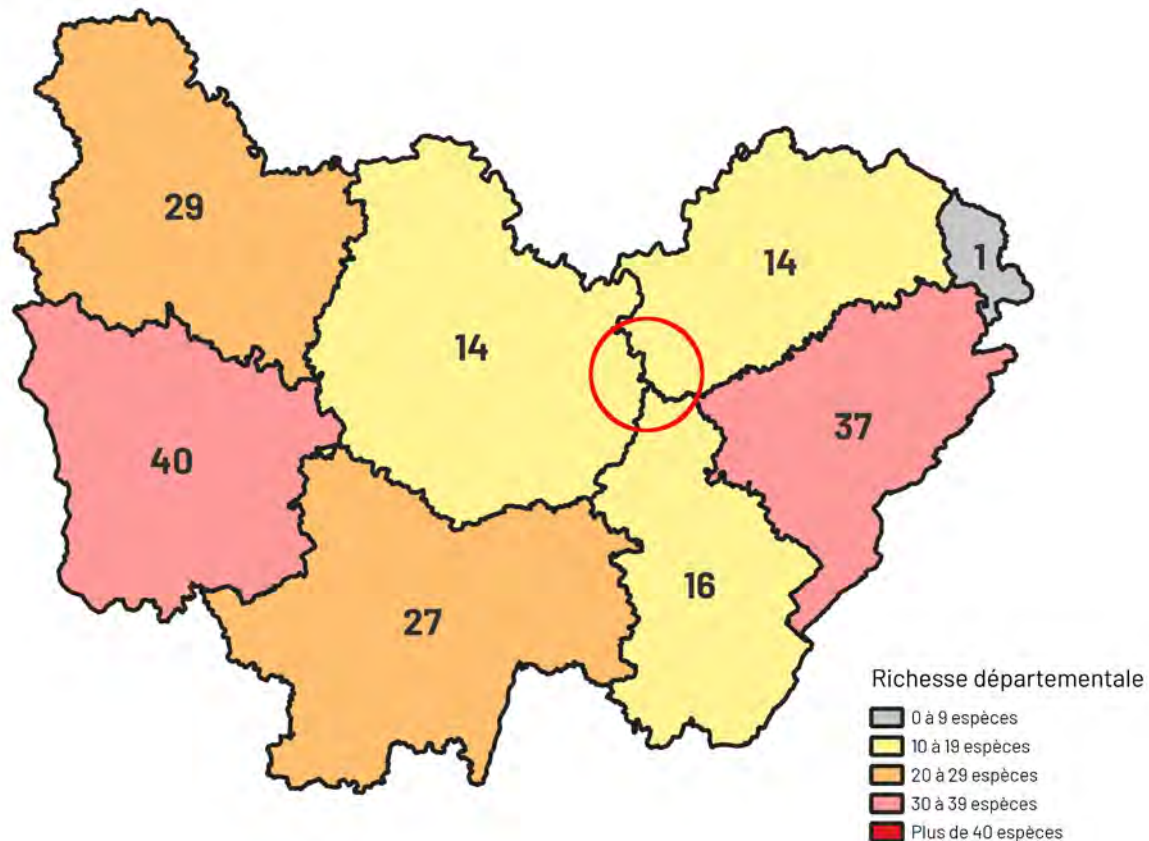 29
14
14
1
37
40
16
27
Richesse départementale
0 à 9 espèces
10 à 19 espèces
20 à 29 espèces
30 à 39 espèces
Plus de 40 espèces